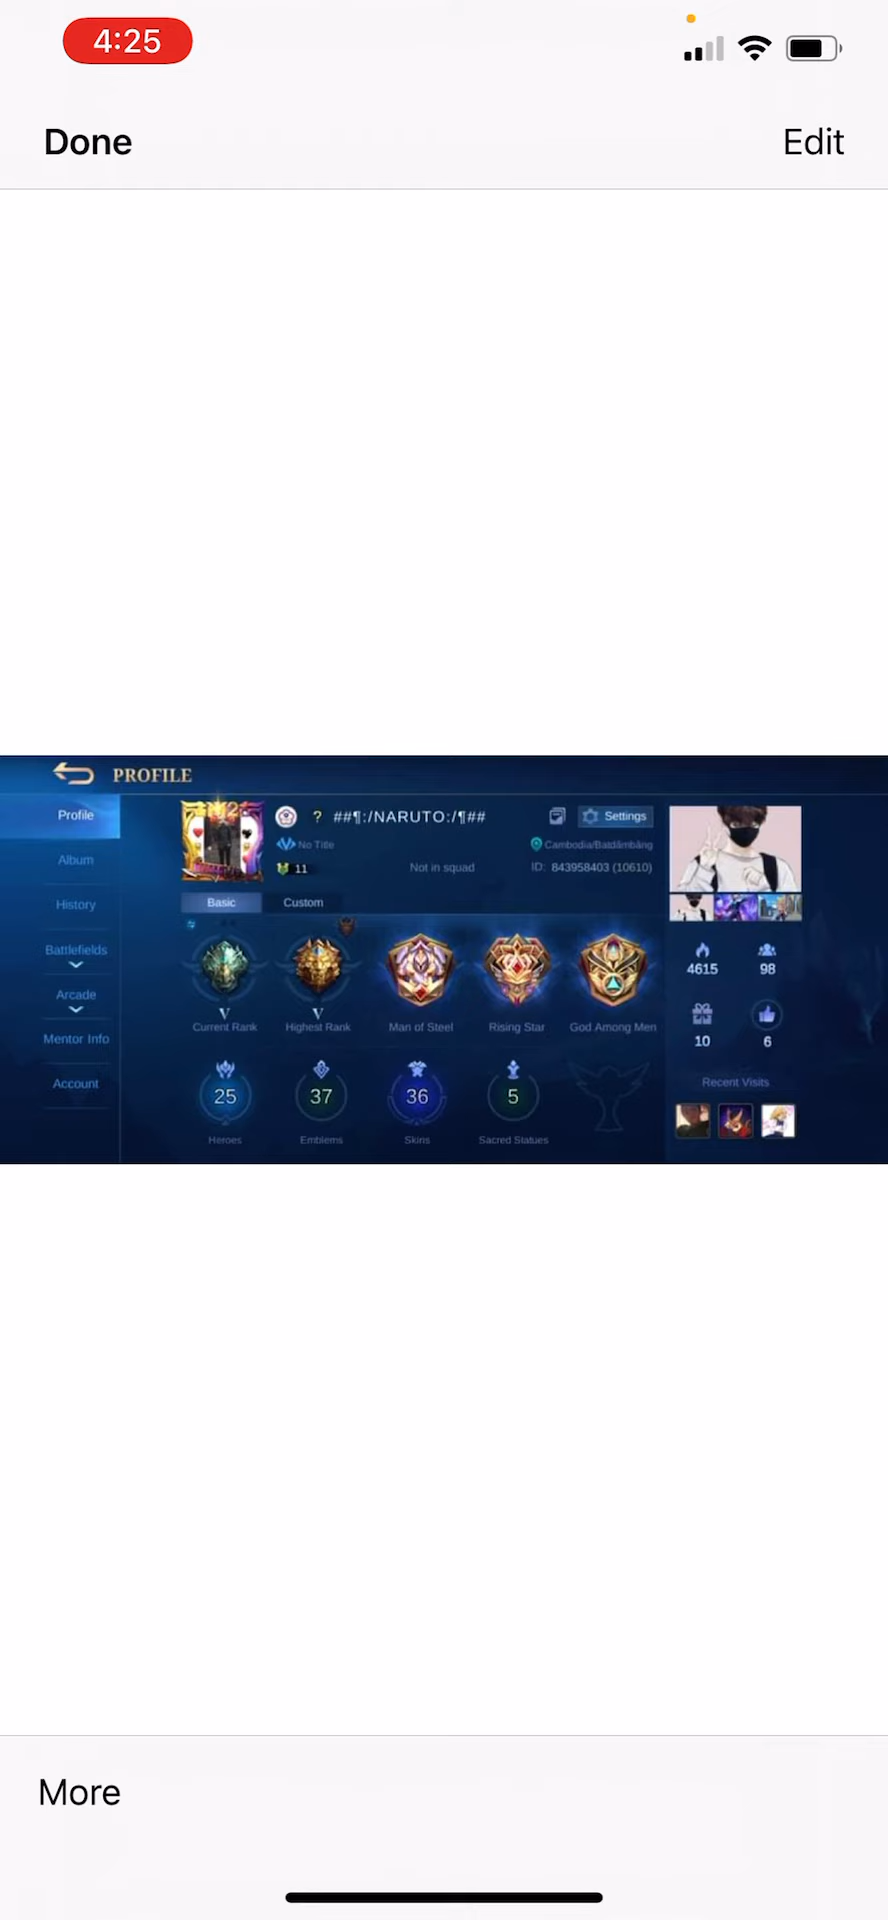 4:25
Done
Edit
PROFILE
Profile
Album
History
Battlefields
Arcade
Mentor Info
Account
? ##¶:/NARUTO:/¶##
Settings
No Title
Cambodia/Batdâmbâng
11
Not in squad
ID: 843958403 (10610)
Basic
Custom
V
V
Current Rank
Highest Rank
Man of Steel
Rising Star
God Among Men
25
37
36
5
Heroes
Emblems
Skins
Sacred Statues
4615
98
10
6
Recent Visits
More